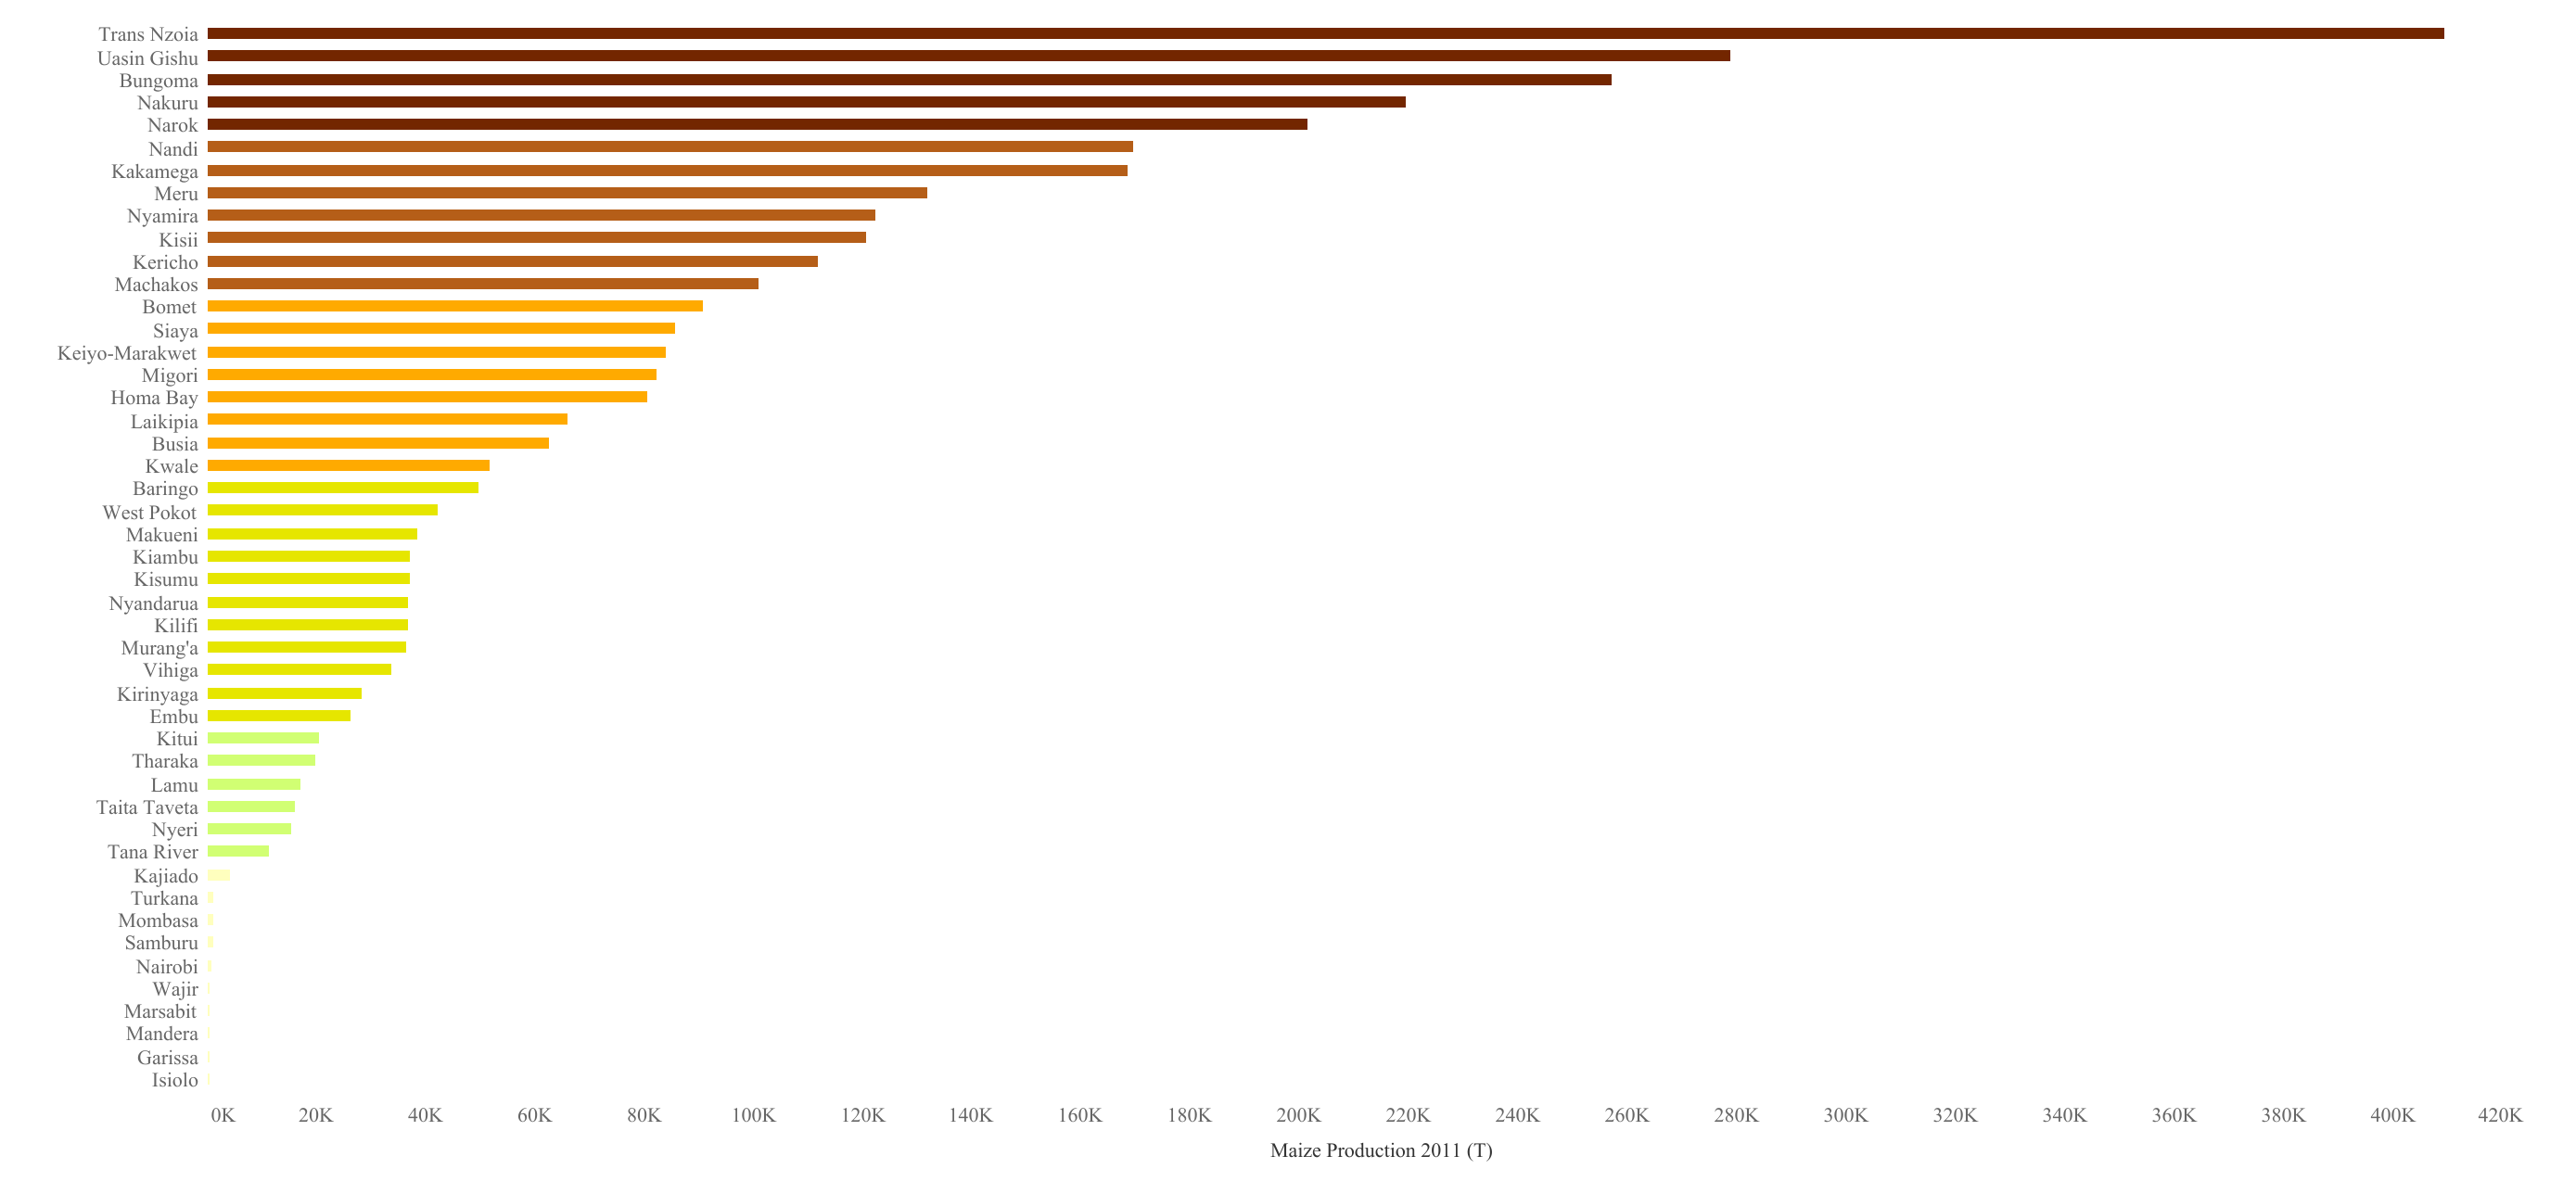 Trans Nzoia
Uasin Gishu
Bungoma
Nakuru
Narok
Nandi
Kakamega
Meru
Nyamira
Kisii
Kericho
Machakos
Bomet
Siaya
Keiyo-Marakwet
Migori
Homa Bay
Laikipia
Busia
Kwale
Baringo
West Pokot
Makueni
Kiambu
Kisumu
Nyandarua
Kilifi
Murang'a
Vihiga
Kirinyaga
Embu
Kitui
Tharaka
Lamu
Taita Taveta
Nyeri
Tana River
Kajiado
Turkana
Mombasa
Samburu
Nairobi
Wajir
Marsabit
Mandera
Garissa
Isiolo
0K 20K 40K 60K 80K 100K 120K 140K 160K 180K 200K 220K 240K 260K 280K 300K 320K 340K 360K 380K 400K 420K
Maize Production 2011 (T)